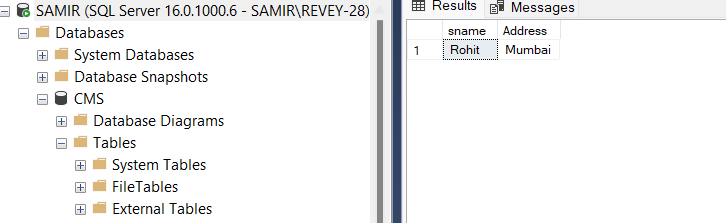 SAMIR (SQL Server 16.0.1000.6 - SAMIR\REVEY-28)
Databases
System Databases
Database Snapshots
CMS
Database Diagrams
Tables
System Tables
FileTables
External Tables
Results Messages
sname Address
1 Rohit Mumbai